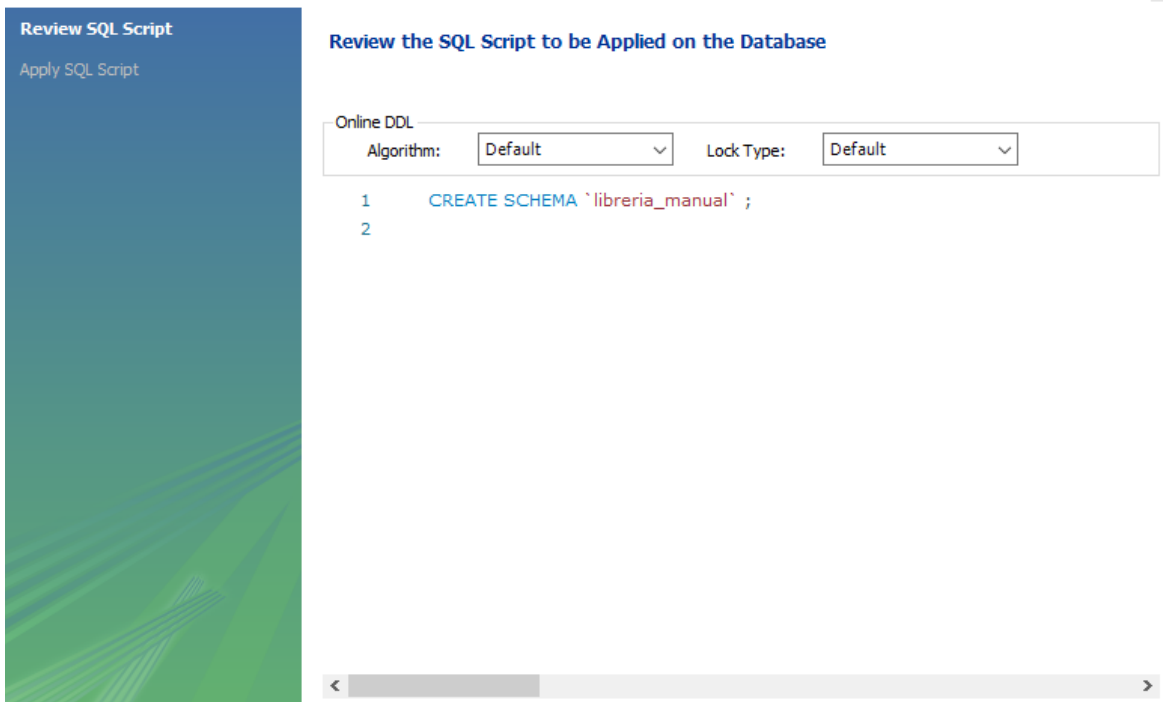 Review SQL Script
Apply SQL Script
Review the SQL Script to be Applied on the Database
Online DDL
Algorithm: Default Lock Type: Default
1 CREATE SCHEMA `libreria_manual` ;
2